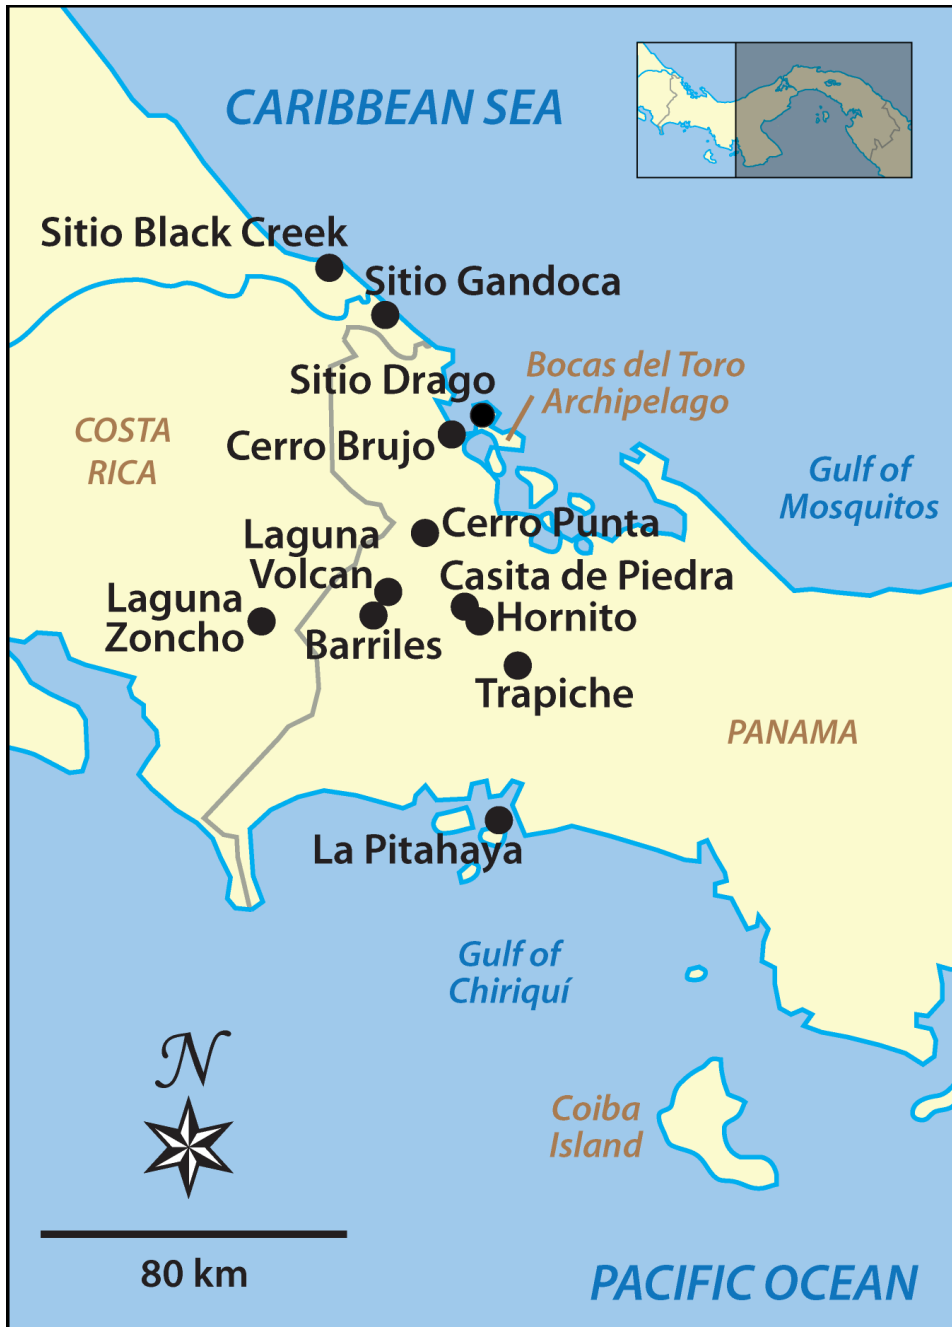 CARIBBEAN SEA
Sitio Black Creek
Sitio Gandoca
Bocas del Toro
Archipelago
Sitio Drago
COSTA
RICA
Cerro Brujo
Gulf of
Mosquitos
Cerro Punta
Laguna
Volcan
Casita de Piedra
Laguna
Zoncho
Hornito
Barriles
Trapiche
PANAMA
La Pitahaya
Gulf of
Chiriquí
N
Coiba
Island
80 km
PACIFIC OCEAN